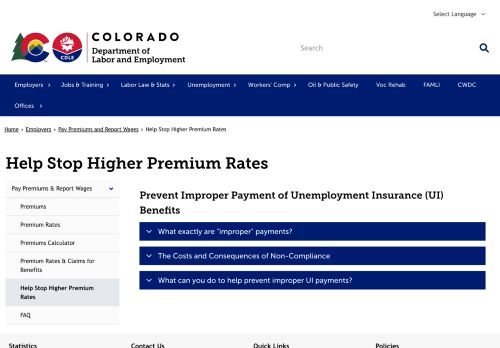 Select Language
COLORADO
Department of
Labor and Employment
CDLE
Search
Employers
Jobs & Training
Labor Law & Stats
Unemployment
Workers' Comp
Oil & Public Safety
Voc Rehab
FAMLI
CWDC
Offices
Home › Employers › Pay Premiums and Report Wages › Help Stop Higher Premium Rates
Help Stop Higher Premium Rates
Pay Premiums & Report Wages
Premiums
Premium Rates
Premiums Calculator
Premium Rates & Claims for
Benefits
Help Stop Higher Premium
Rates
FAQ
Prevent Improper Payment of Unemployment Insurance (UI)
Benefits
What exactly are "improper" payments?
The Costs and Consequences of Non-Compliance
What can you do to help prevent improper UI payments?
Statistics
Contact Us
Quick Links
Policies